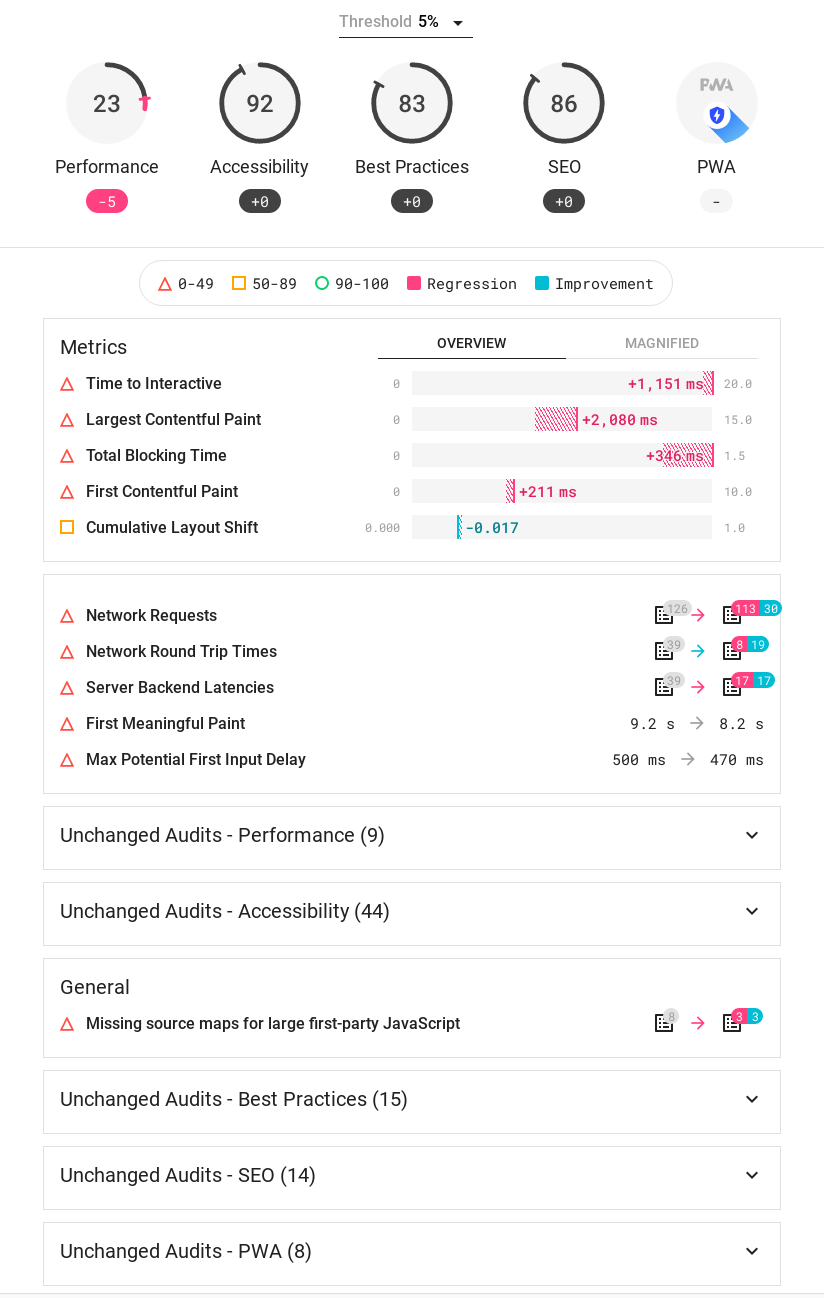 Threshold 5%
23 92 83 86 PWA
Performance Accessibility Best Practices SEO PWA
-5 +0 +0 +0 -
0-49 50-89 90-100 Regression Improvement
Metrics OVERVIEW MAGNIFIED
Time to Interactive 0 +1,151 ms 20.0
Largest Contentful Paint 0 +2,080 ms 15.0
Total Blocking Time 0 +346 ms 1.5
First Contentful Paint 0 +211 ms 10.0
Cumulative Layout Shift 0.000 -0.017 1.0
Network Requests 126 113 30
Network Round Trip Times 39 8 19
Server Backend Latencies 39 17 17
First Meaningful Paint 9.2 s 8.2 s
Max Potential First Input Delay 500 ms 470 ms
Unchanged Audits - Performance (9)
Unchanged Audits - Accessibility (44)
General
Missing source maps for large first-party JavaScript 8 3 3
Unchanged Audits - Best Practices (15)
Unchanged Audits - SEO (14)
Unchanged Audits - PWA (8)